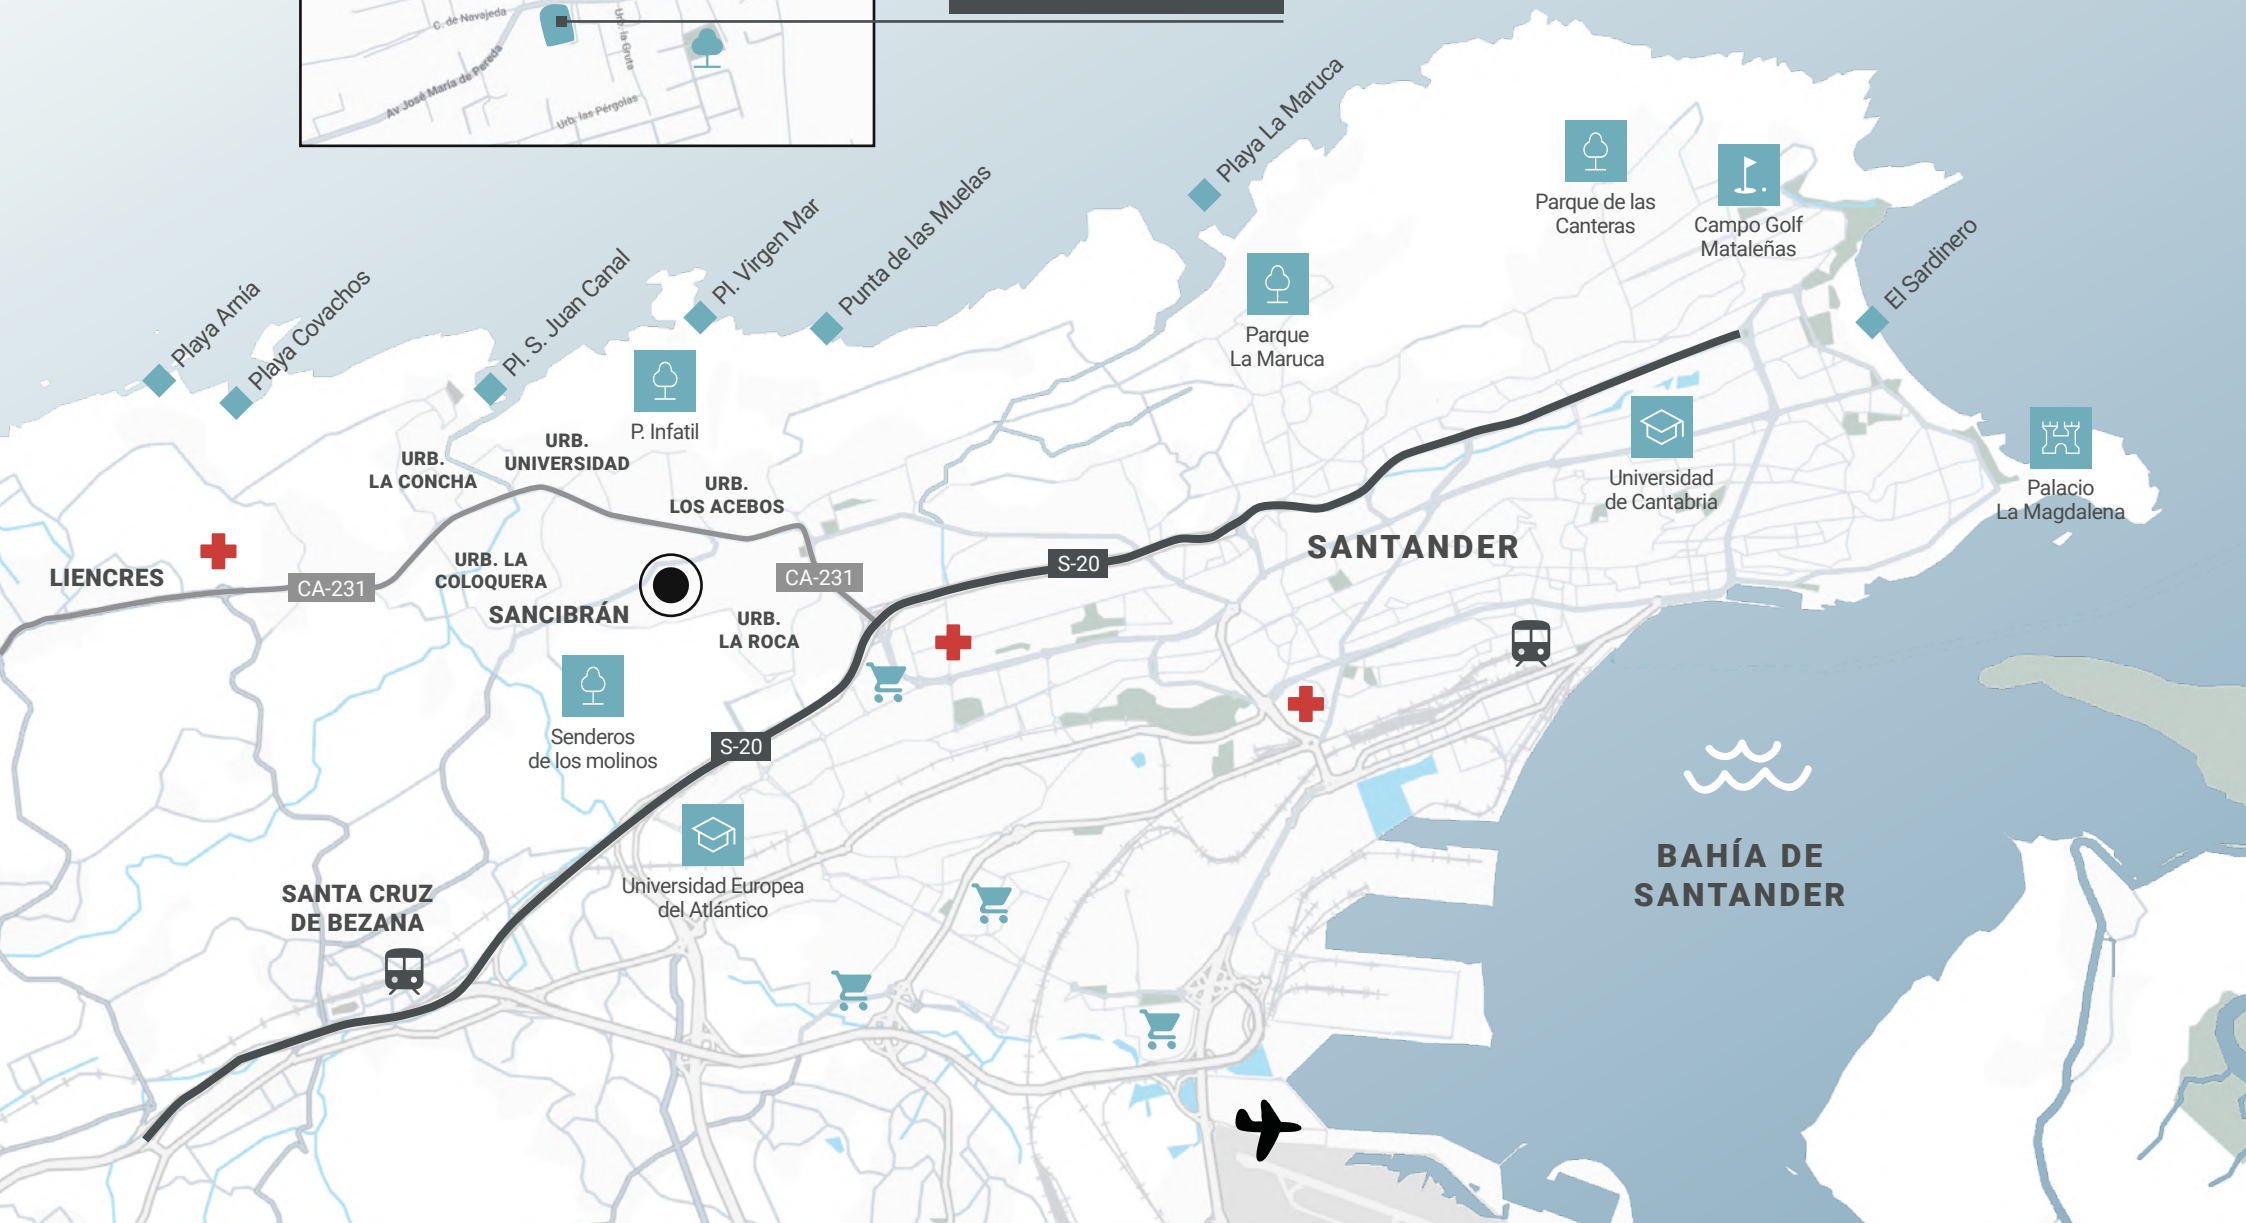 C. de Navajeda
Urb. la Gruta
Av José María de Pereda
Urb. las Pérgolas
Playa La Maruca
Punta de las Muelas
Pl. Virgen Mar
Pl. S. Juan Canal
Playa Covachos
Playa Arnía
El Sardinero
Parque de las
Canteras
Campo Golf
Mataleñas
Parque
La Maruca
P. Infatil
Universidad
de Cantabria
Palacio
La Magdalena
URB.
LA CONCHA
URB.
UNIVERSIDAD
URB.
LOS ACEBOS
URB. LA
COLOQUERA
SANCIBRÁN
URB.
LA ROCA
LIENCRES
CA-231
CA-231
S-20
SANTANDER
Senderos
de los molinos
S-20
Universidad Europea
del Atlántico
SANTA CRUZ
DE BEZANA
BAHÍA DE
SANTANDER